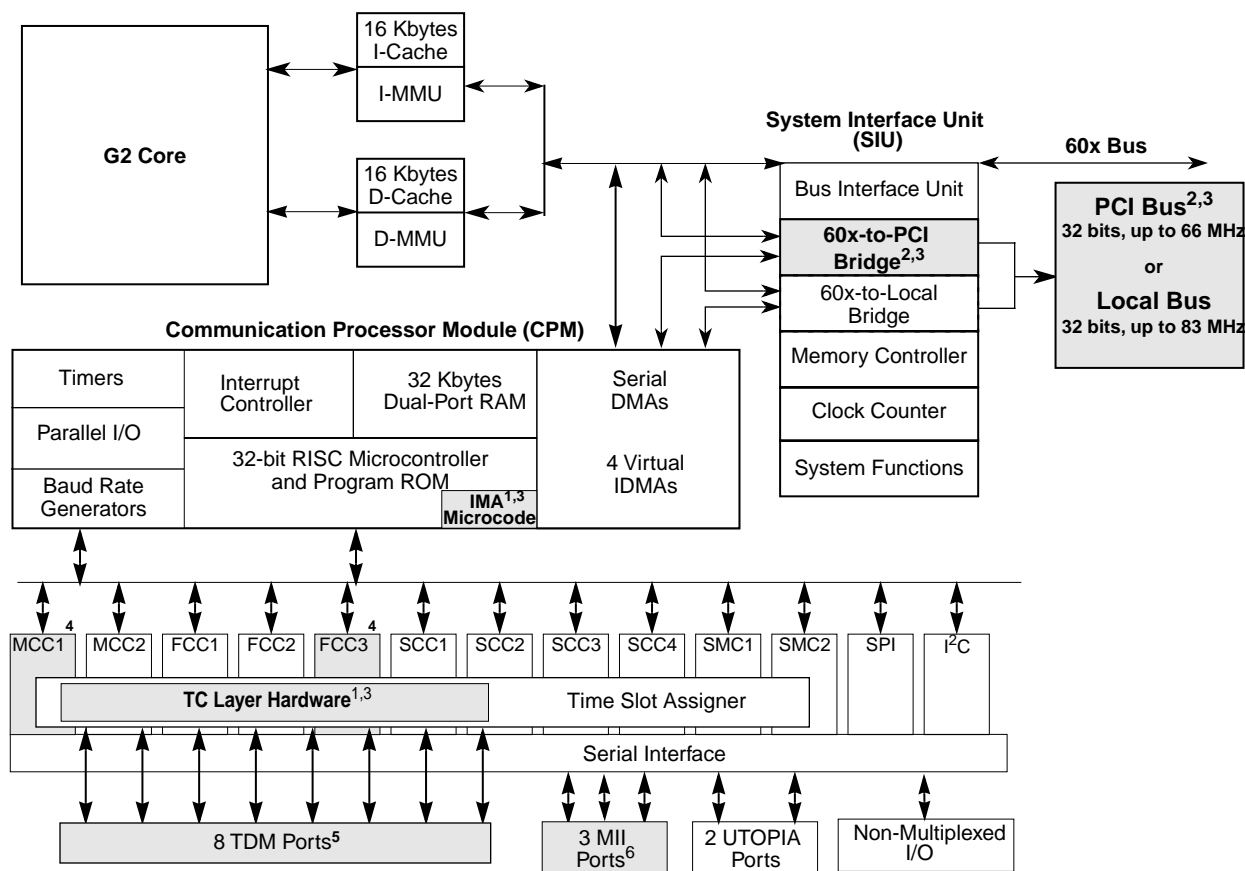 16 Kbytes
I-Cache
I-MMU
G2 Core
16 Kbytes
D-Cache
D-MMU
System Interface Unit
(SIU)
60x Bus
Bus Interface Unit
60x-to-PCI
Bridge2,3
60x-to-Local
Bridge
Memory Controller
Clock Counter
System Functions
PCI Bus2,3
32 bits, up to 66 MHz
or
Local Bus
32 bits, up to 83 MHz
Communication Processor Module (CPM)
Timers
Parallel I/O
Baud Rate
Generators
Interrupt
Controller
32 Kbytes
Dual-Port RAM
32-bit RISC Microcontroller
and Program ROM
IMA1,3
Microcode
Serial
DMAs
4 Virtual
IDMAs
MCC1 4
MCC2
FCC1
FCC2
FCC3 4
SCC1
SCC2
SCC3
SCC4
SMC1
SMC2
SPI
I2C
TC Layer Hardware1,3
Time Slot Assigner
Serial Interface
8 TDM Ports5
3 MII
Ports6
2 UTOPIA
Ports
Non-Multiplexed
I/O